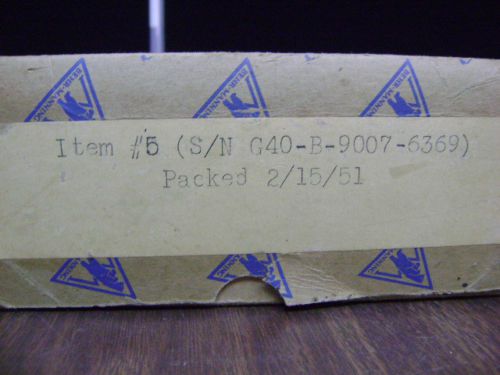 Item #5 (S/N G40-B-9007-6369)
Packed 2/15/51